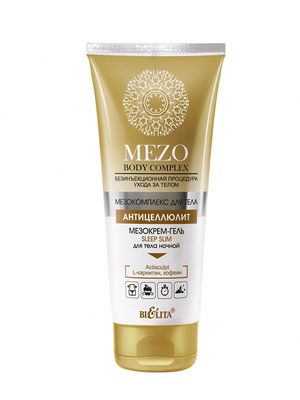 MEZO
BODY COMPLEX
БЕЗИНЪЕКЦИОННАЯ ПРОЦЕДУРА
УХОДА ЗА ТЕЛОМ
МЕЗОКОМПЛЕКС ДЛЯ ТЕЛА
АНТИЦЕЛЛЮЛИТ
МЕЗОКРЕМ-ГЕЛЬ
SLEEP SLIM
для тела ночной
Actisculpt
L-карнитин, кофеин
BIELITA®